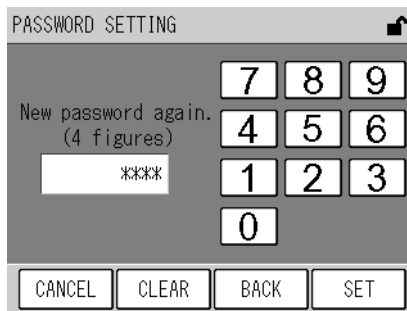 PASSWORD SETTING
7 8 9
New password again.
(4 figures)
4 5 6
****
1 2 3
0
CANCEL CLEAR BACK SET